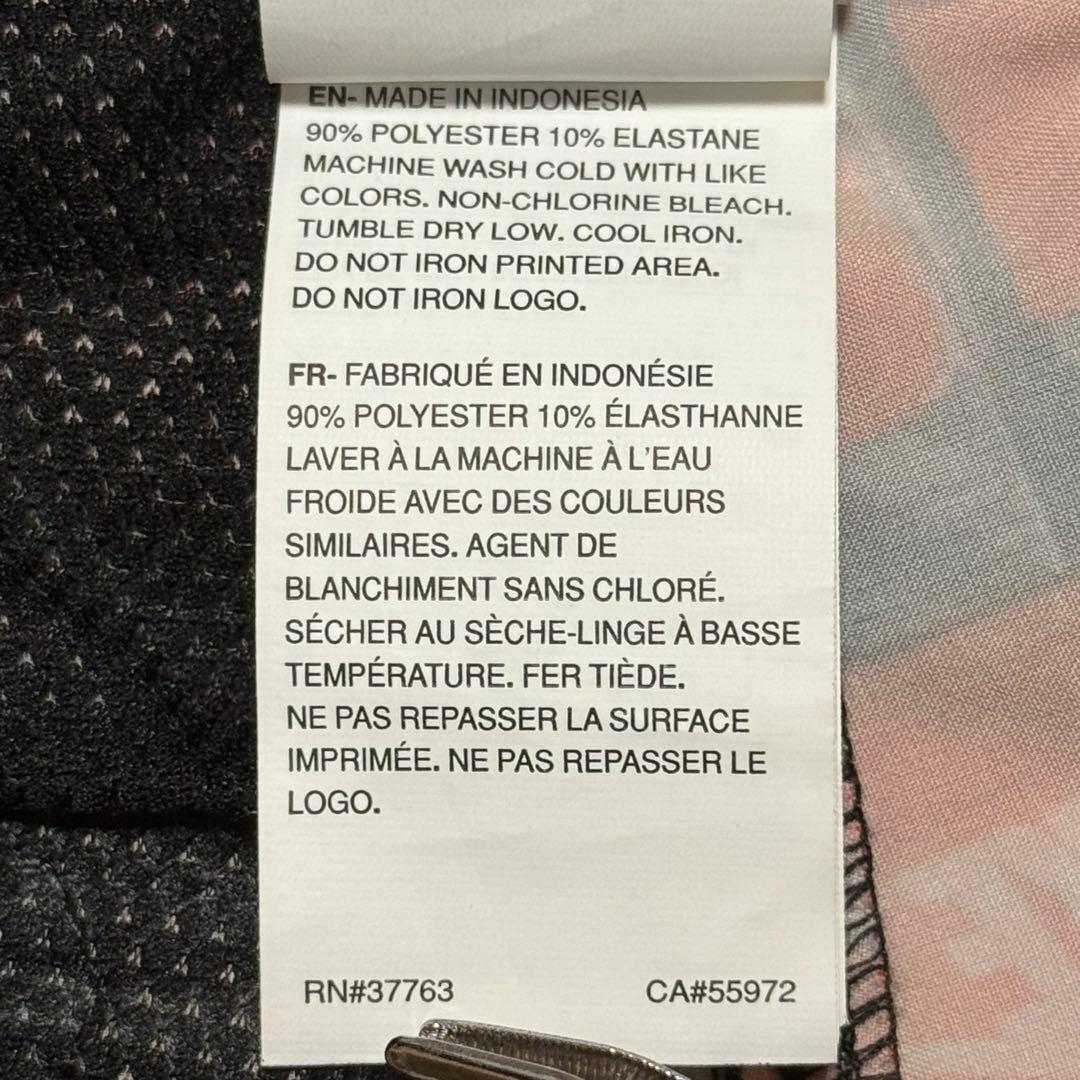 EN- MADE IN INDONESIA
90% POLYESTER 10% ELASTANE
MACHINE WASH COLD WITH LIKE
COLORS. NON-CHLORINE BLEACH.
TUMBLE DRY LOW. COOL IRON.
DO NOT IRON PRINTED AREA.
DO NOT IRON LOGO.
FR- FABRIQUÉ EN INDONÉSIE
90% POLYESTER 10% ÉLASTHANNE
LAVER À LA MACHINE À L'EAU
FROIDE AVEC DES COULEURS
SIMILAIRES. AGENT DE
BLANCHIMENT SANS CHLORÉ.
SÉCHER AU SÈCHE-LINGE À BASSE
TEMPÉRATURE. FER TIÈDE.
NE PAS REPASSER LA SURFACE
IMPRIMÉE. NE PAS REPASSER LE
LOGO.
RN#37763 CA#55972